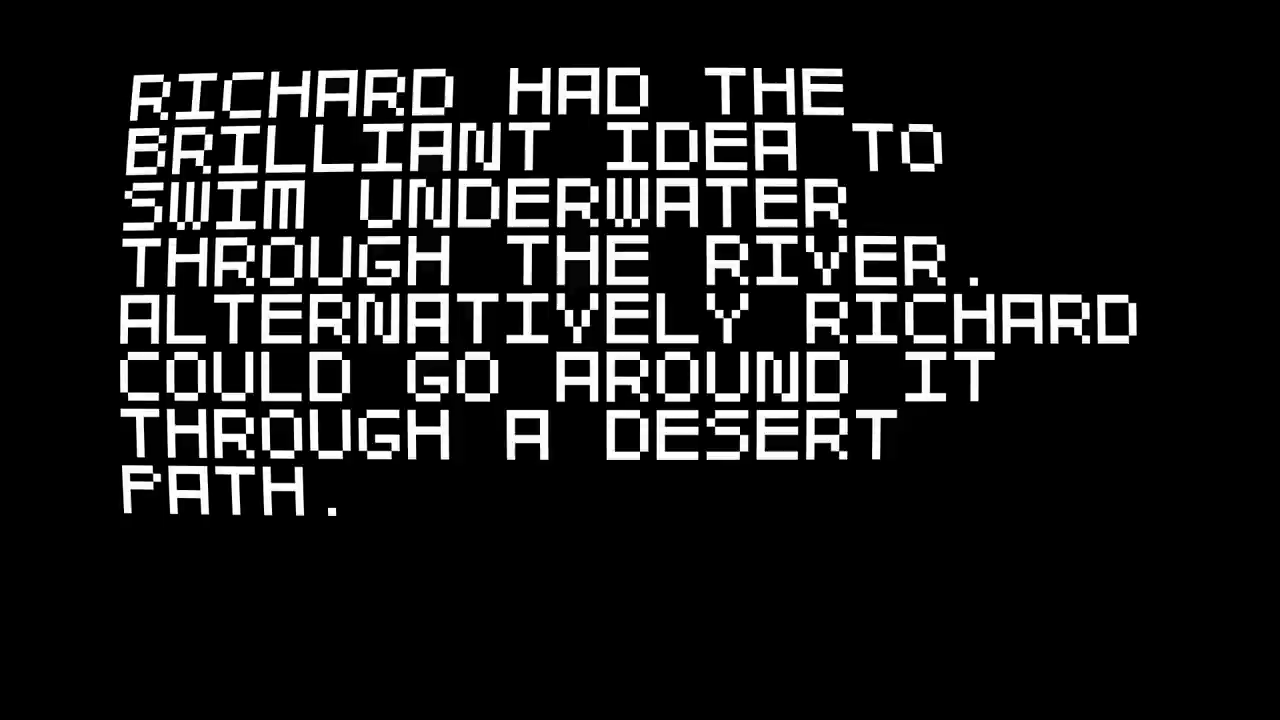 RICHARD HAD THE
BRILLIANT IDEA TO
SWIM UNDERWATER
THROUGH THE RIVER.
ALTERNATIVELY RICHARD
COULD GO AROUND IT
THROUGH A DESERT
PATH.